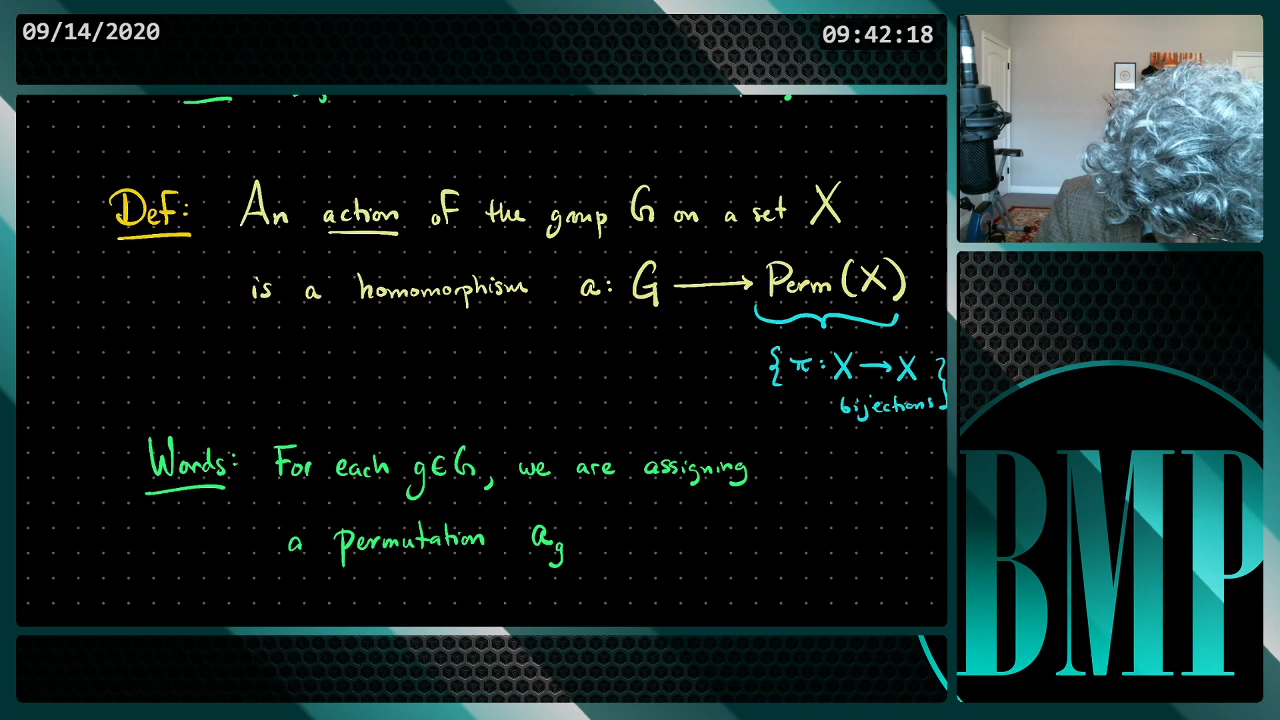 09/14/2020
09:42:18
Def: An action of the group G on a set X
is a homomorphism a: G ⟶ Perm(X)
{ π: X → X }
bijections
Words: For each g∈G, we are assigning
a permutation a_g
BMP